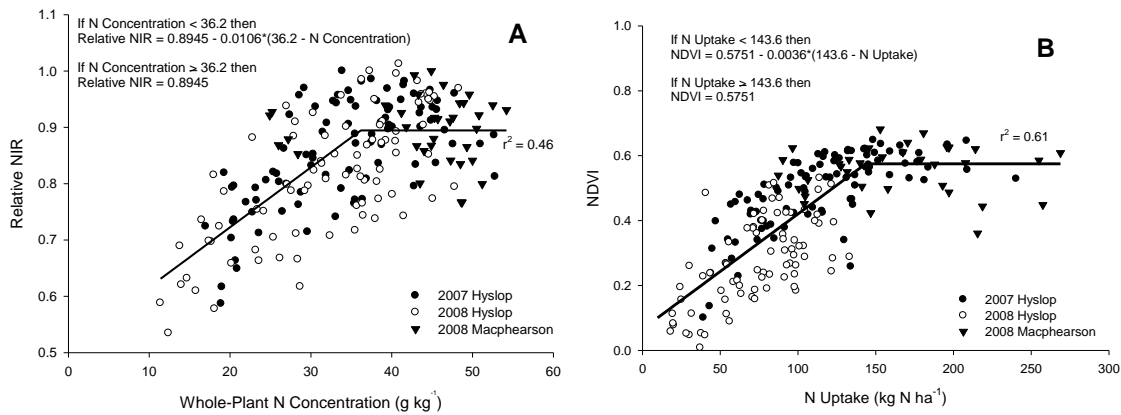 If N Concentration < 36.2 then
Relative NIR = 0.8945 - 0.0106*(36.2 - N Concentration)
If N Concentration ≥ 36.2 then
Relative NIR = 0.8945
A
1.1
1.0
0.9
0.8
0.7
0.6
0.5
Relative NIR
r² = 0.46
2007 Hyslop
2008 Hyslop
2008 Macphearson
0 10 20 30 40 50 60
Whole-Plant N Concentration (g kg⁻¹)
If N Uptake < 143.6 then
NDVI = 0.5751 - 0.0036*(143.6 - N Uptake)
If N Uptake ≥ 143.6 then
NDVI = 0.5751
B
1.0
0.8
0.6
0.4
0.2
0.0
NDVI
r² = 0.61
2007 Hyslop
2008 Hyslop
2008 Macphearson
0 50 100 150 200 250 300
N Uptake (kg N ha⁻¹)